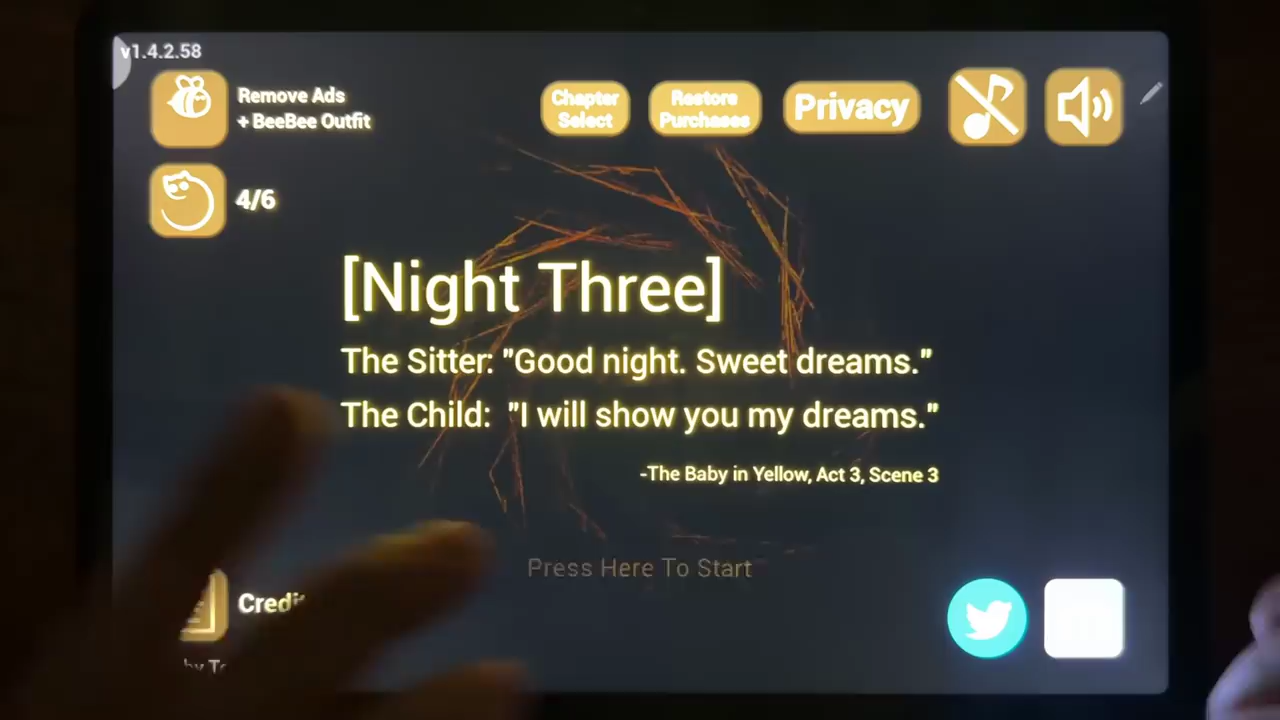 v1.4.2.58
Remove Ads
+ BeeBee Outfit
Chapter
Select
Restore
Purchases
Privacy
4/6
[Night Three]
The Sitter: "Good night. Sweet dreams."
The Child: "I will show you my dreams."
-The Baby in Yellow, Act 3, Scene 3
Press Here To Start